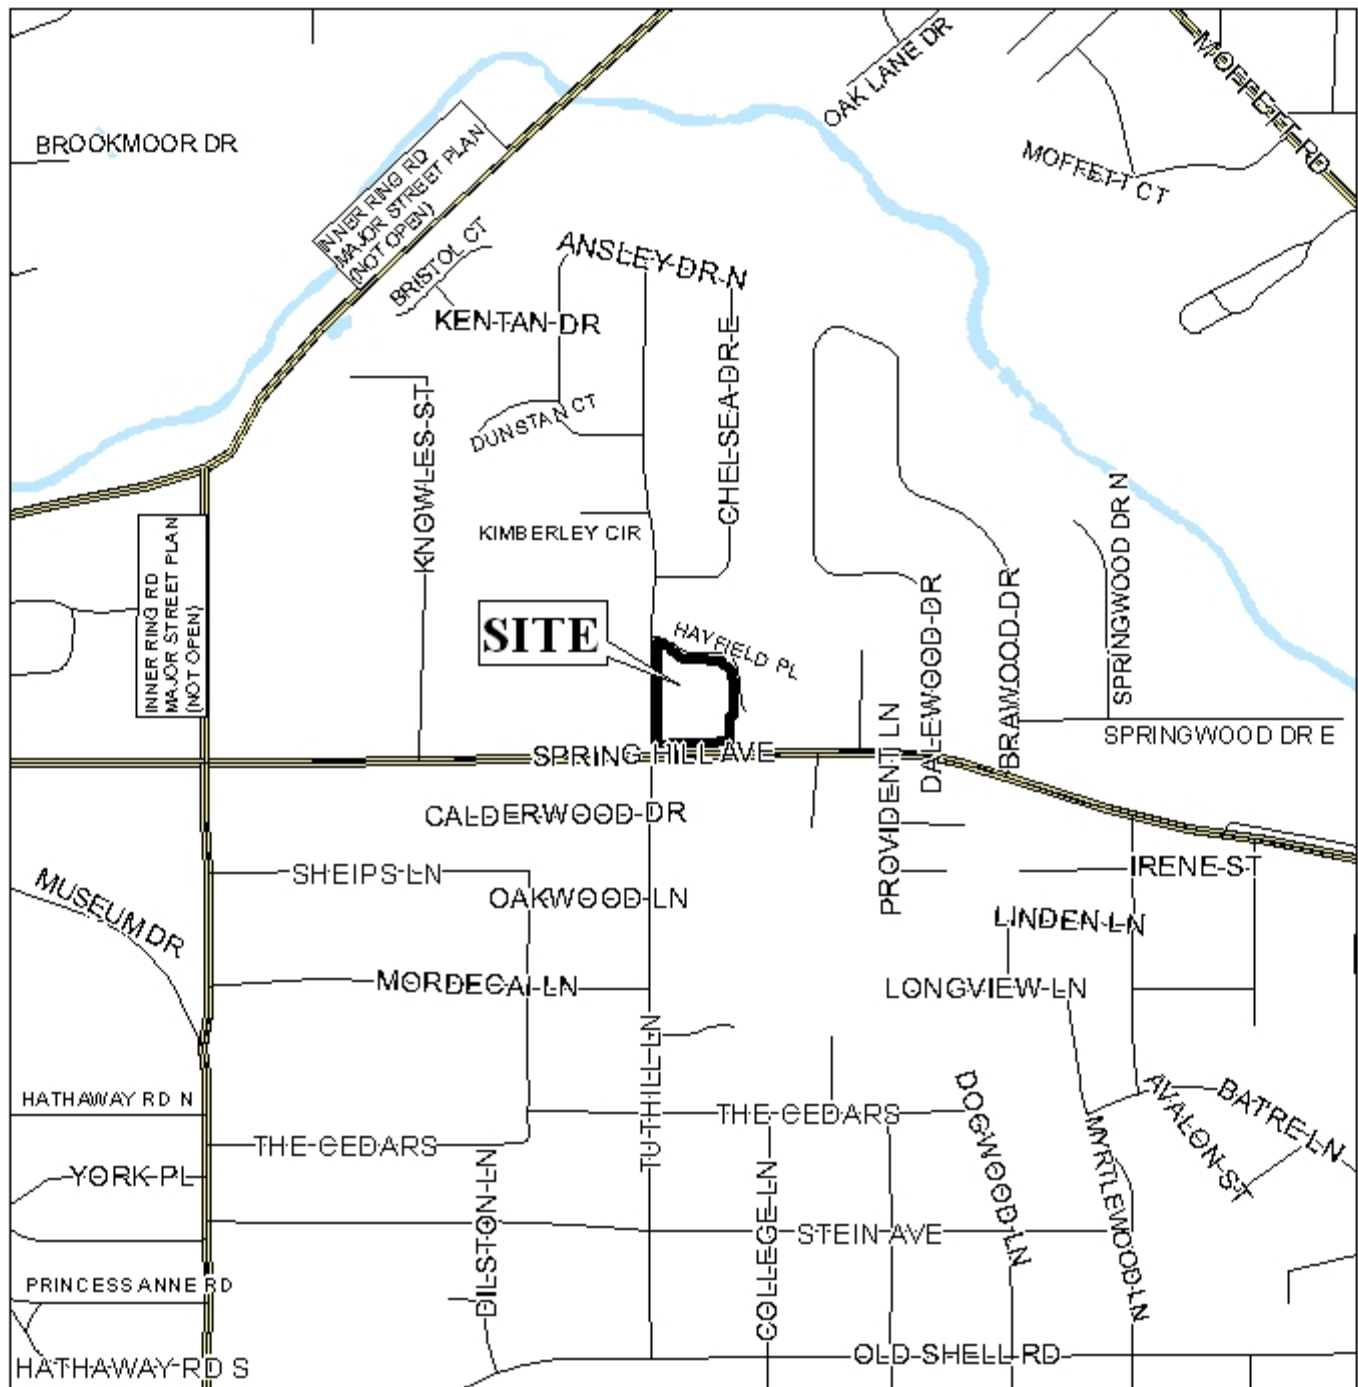 OAK LANE DR
MOFFETT RD
BROOKMOOR DR
INNER RING RD
MAJOR STREET PLAN
(NOT OPEN)
MOFFETT CT
BRISTOL CT
ANSLEY DR N
KEN-TAN DR
CHELSEA DR E
KNOWLES ST
DUNSTAN CT
KIMBERLEY CIR
SPRINGWOOD DR N
INNER RING RD
MAJOR STREET PLAN
(NOT OPEN)
SITE
HAYFIELD PL
DALEWOOD DR
BRAWOOD DR
SPRINGWOOD DR E
SPRING HILL AVE
PROVIDENT LN
CALDERWOOD DR
SHEIPS LN
IRENE ST
MUSEUM DR
OAKWOOD LN
LINDEN LN
MORDECAI LN
LONGVIEW LN
TUTHILL LN
HATHAWAY RD N
THE CEDARS
DOGWOOD LN
AVALON ST
BATRE LN
THE CEDARS
MYRTLEWOOD LN
YORK PL
DILSTON LN
COLLEGE LN
STEIN AVE
PRINCESS ANNE RD
OLD SHELL RD
HATHAWAY RD S